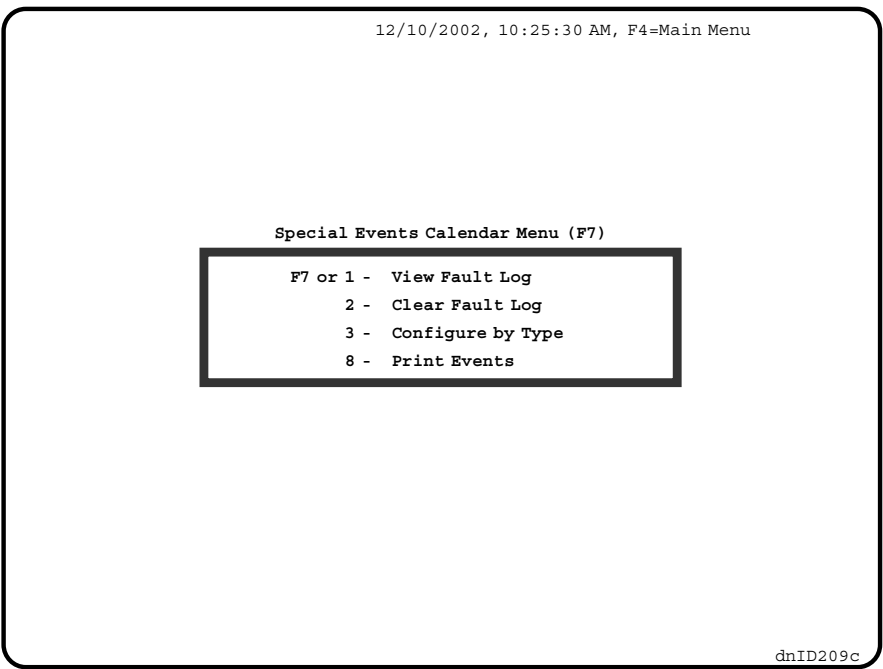 12/10/2002, 10:25:30 AM, F4=Main Menu
Special Events Calendar Menu (F7)
F7 or 1 - View Fault Log
2 - Clear Fault Log
3 - Configure by Type
8 - Print Events
dnID209c